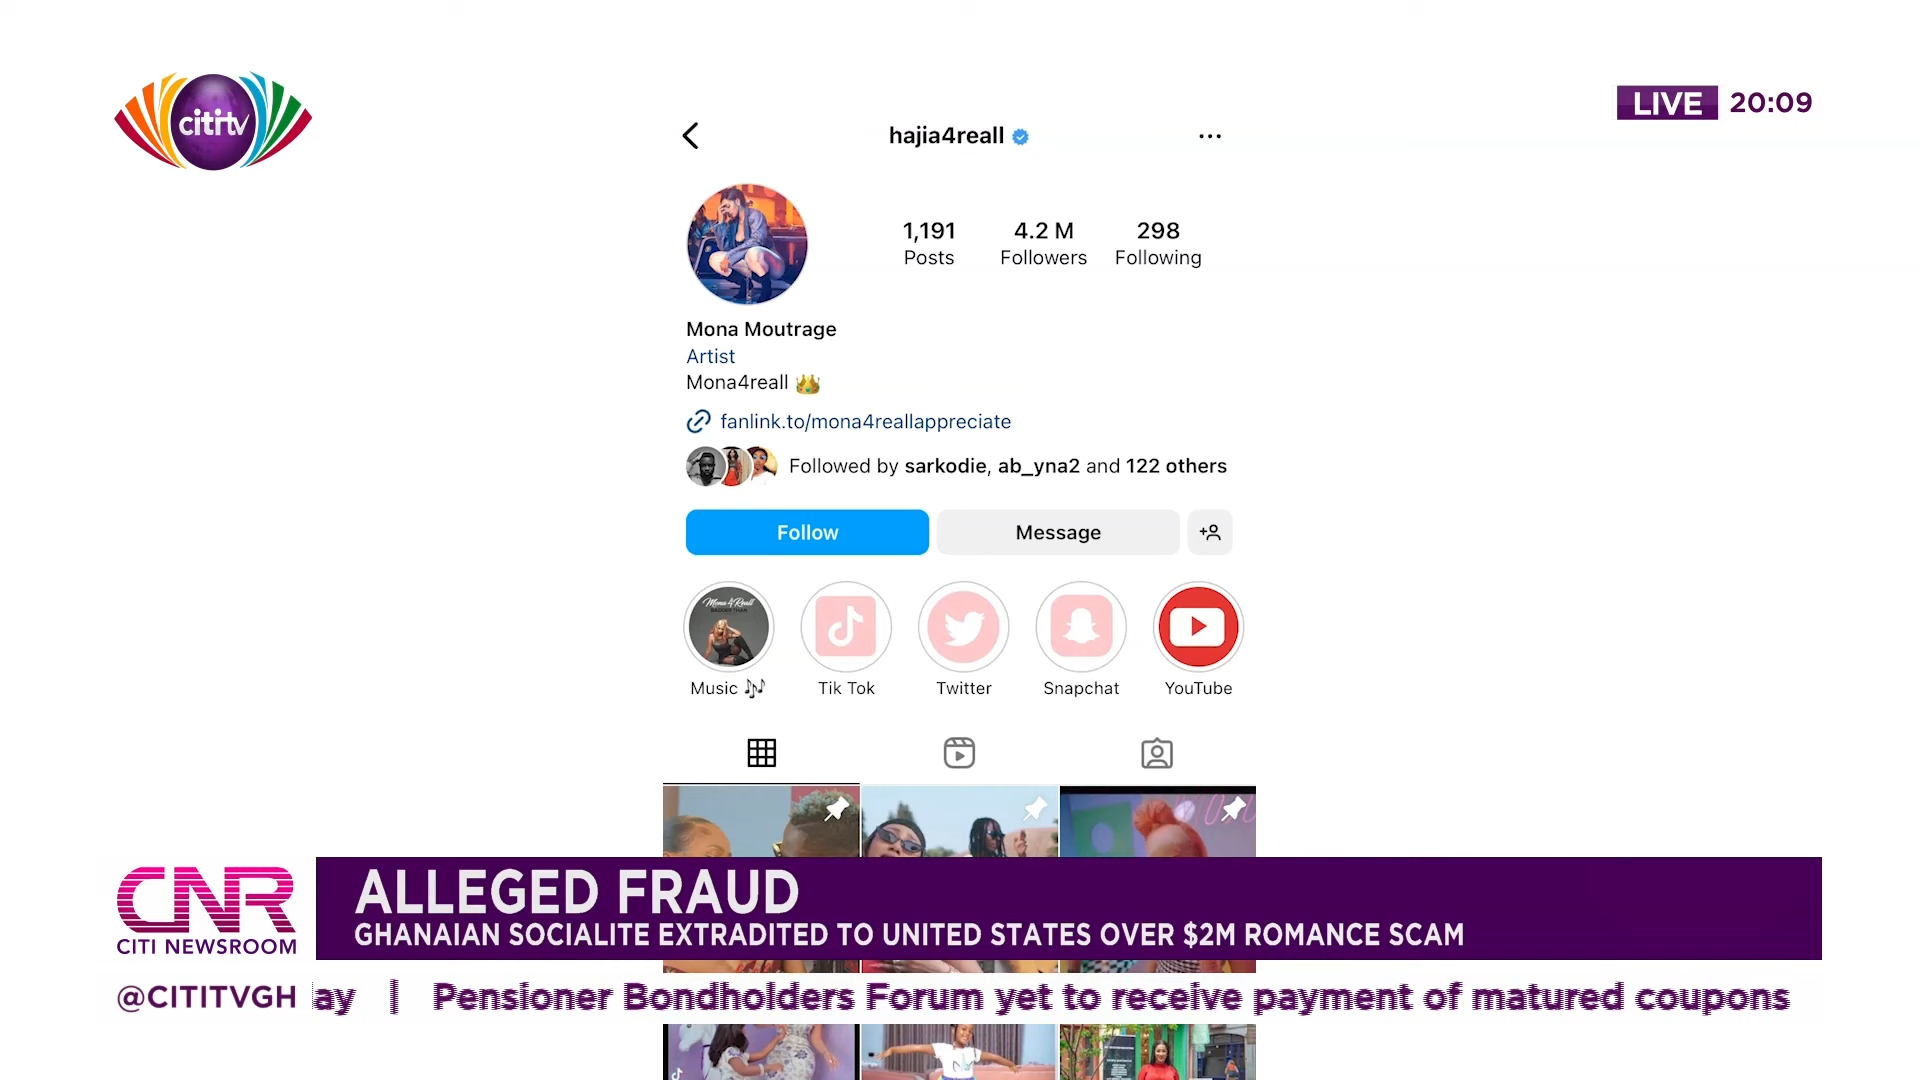 citi tv
LIVE 20:09
hajia4reall
1,191 4.2 M 298
Posts Followers Following
Mona Moutrage
Artist
Mona4reall
fanlink.to/mona4reallappreciate
Followed by sarkodie, ab_yna2 and 122 others
Follow Message
Mona 4Reall
Music Tik Tok Twitter Snapchat YouTube
CNR
CITI NEWSROOM
ALLEGED FRAUD
GHANAIAN SOCIALITE EXTRADITED TO UNITED STATES OVER $2M ROMANCE SCAM
@CITITVGH ay | Pensioner Bondholders Forum yet to receive payment of matured coupons